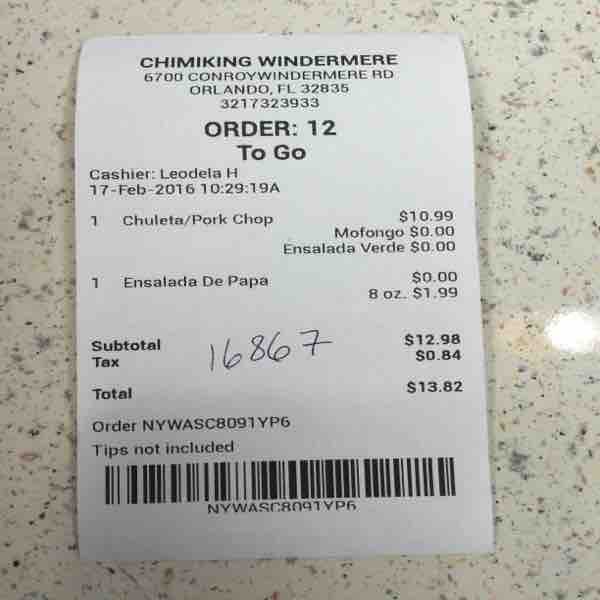 CHIMIKING WINDERMERE
6700 CONROYWINDERMERE RD
ORLANDO, FL 32835
3217323933
ORDER: 12
To Go
Cashier: Leodela H
17-Feb-2016 10:29:19A
1 Chuleta/Pork Chop $10.99
Mofongo $0.00
Ensalada Verde $0.00
1 Ensalada De Papa $0.00
8 oz. $1.99
Subtotal $12.98
Tax $0.84
16867
Total $13.82
Order NYWASC8091YP6
Tips not included
NYWASC8091YP6